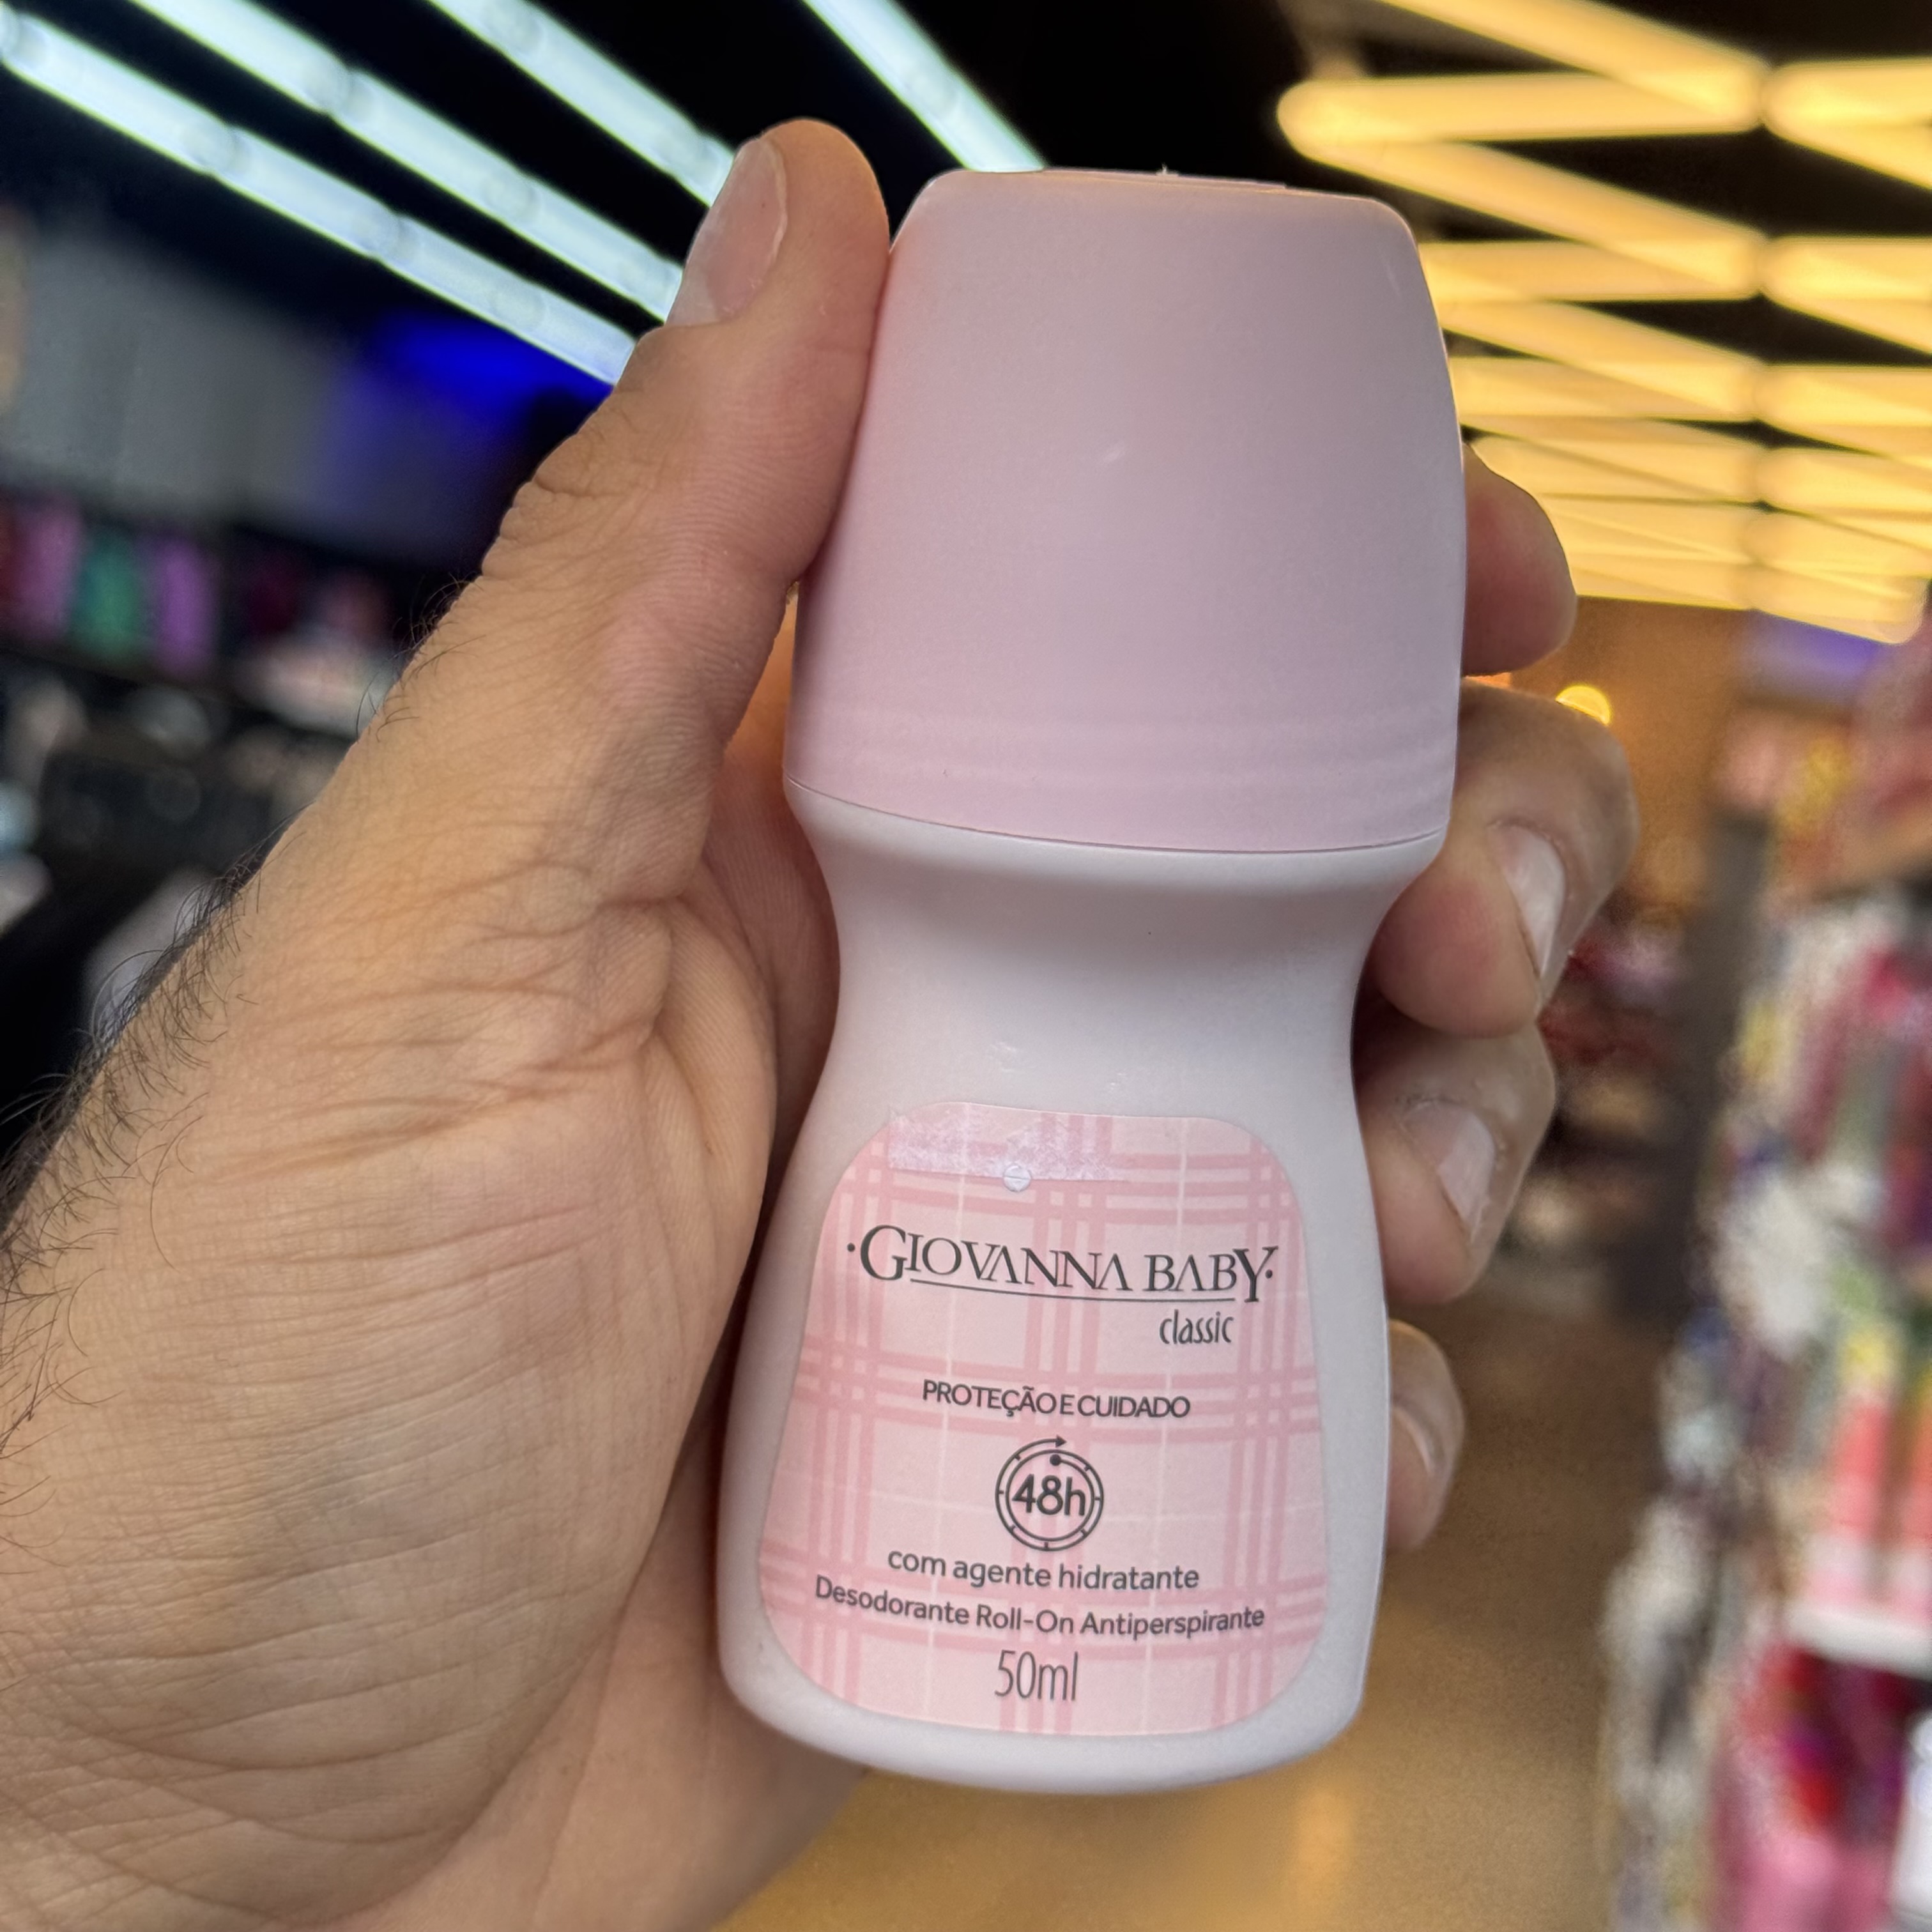 GIOVANNA BABY
classic
PROTEÇÃO E CUIDADO
48h
com agente hidratante
Desodorante Roll-On Antiperspirante
50ml